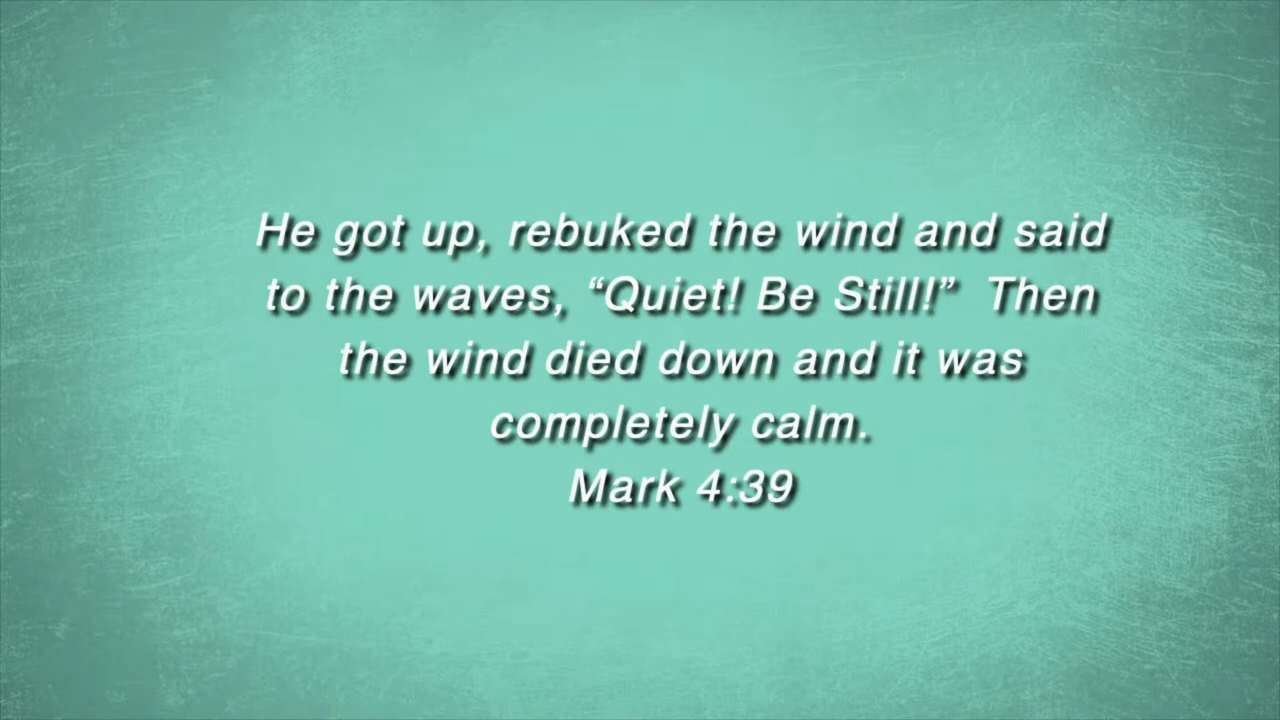 He got up, rebuked the wind and said
to the waves, “Quiet! Be Still!”  Then
the wind died down and it was
completely calm.
Mark 4:39